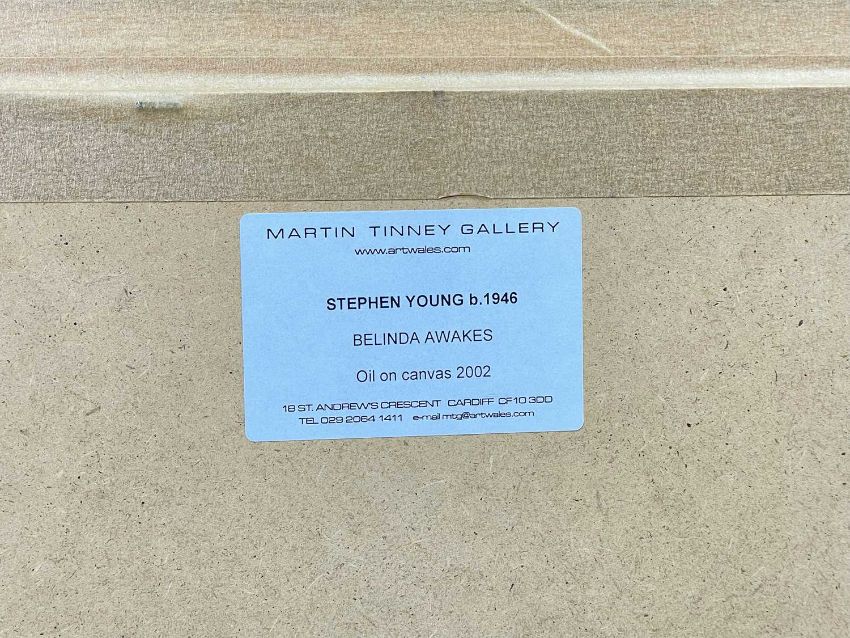 MARTIN TINNEY GALLERY
www.artwales.com
STEPHEN YOUNG b.1946
BELINDA AWAKES
Oil on canvas 2002
18 ST. ANDREW'S CRESCENT CARDIFF CF10 3DD
TEL 029 2064 1411 e-mail mtg@artwales.com